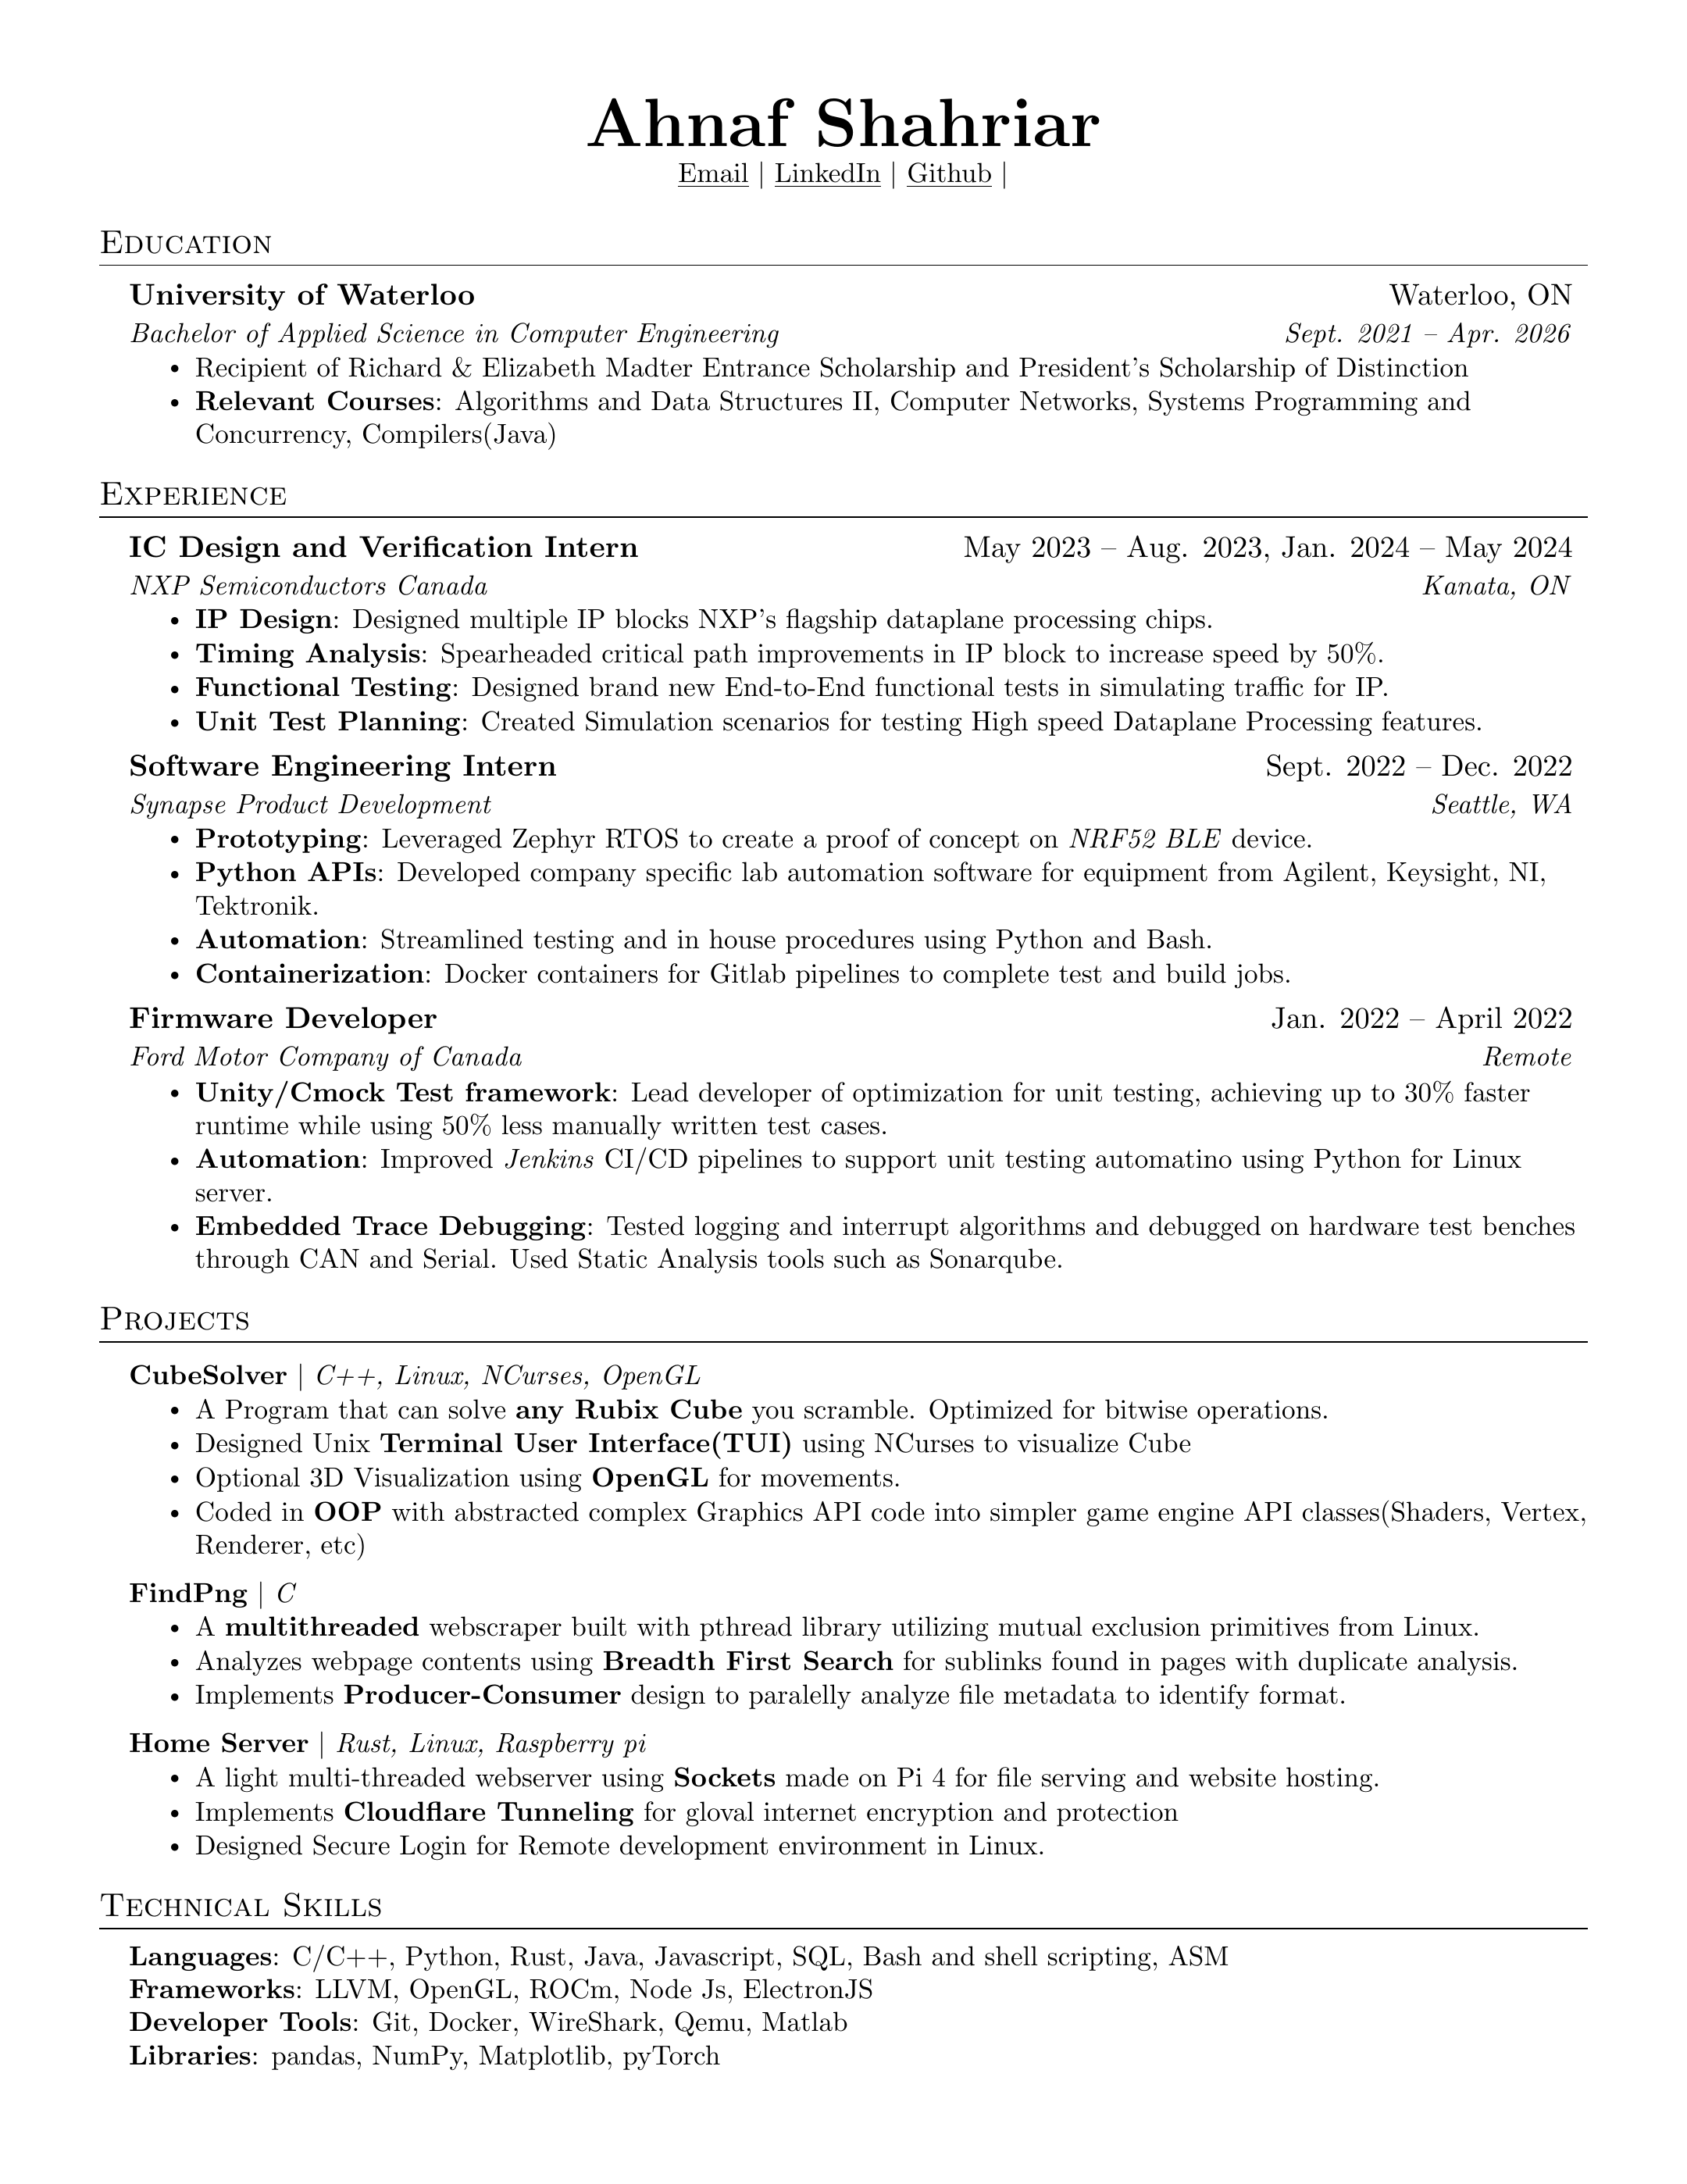 Ahnaf Shahriar
Email | LinkedIn | Github |
Education
University of Waterloo Waterloo, ON
Bachelor of Applied Science in Computer Engineering Sept. 2021 – Apr. 2026
• Recipient of Richard & Elizabeth Madter Entrance Scholarship and President's Scholarship of Distinction
• Relevant Courses: Algorithms and Data Structures II, Computer Networks, Systems Programming and
Concurrency, Compilers(Java)
Experience
IC Design and Verification Intern May 2023 – Aug. 2023, Jan. 2024 – May 2024
NXP Semiconductors Canada Kanata, ON
• IP Design: Designed multiple IP blocks NXP's flagship dataplane processing chips.
• Timing Analysis: Spearheaded critical path improvements in IP block to increase speed by 50%.
• Functional Testing: Designed brand new End-to-End functional tests in simulating traffic for IP.
• Unit Test Planning: Created Simulation scenarios for testing High speed Dataplane Processing features.
Software Engineering Intern Sept. 2022 – Dec. 2022
Synapse Product Development Seattle, WA
• Prototyping: Leveraged Zephyr RTOS to create a proof of concept on NRF52 BLE device.
• Python APIs: Developed company specific lab automation software for equipment from Agilent, Keysight, NI,
Tektronik.
• Automation: Streamlined testing and in house procedures using Python and Bash.
• Containerization: Docker containers for Gitlab pipelines to complete test and build jobs.
Firmware Developer Jan. 2022 – April 2022
Ford Motor Company of Canada Remote
• Unity/Cmock Test framework: Lead developer of optimization for unit testing, achieving up to 30% faster
runtime while using 50% less manually written test cases.
• Automation: Improved Jenkins CI/CD pipelines to support unit testing automatino using Python for Linux
server.
• Embedded Trace Debugging: Tested logging and interrupt algorithms and debugged on hardware test benches
through CAN and Serial. Used Static Analysis tools such as Sonarqube.
Projects
CubeSolver | C++, Linux, NCurses, OpenGL
• A Program that can solve any Rubix Cube you scramble. Optimized for bitwise operations.
• Designed Unix Terminal User Interface(TUI) using NCurses to visualize Cube
• Optional 3D Visualization using OpenGL for movements.
• Coded in OOP with abstracted complex Graphics API code into simpler game engine API classes(Shaders, Vertex,
Renderer, etc)
FindPng | C
• A multithreaded webscraper built with pthread library utilizing mutual exclusion primitives from Linux.
• Analyzes webpage contents using Breadth First Search for sublinks found in pages with duplicate analysis.
• Implements Producer-Consumer design to paralelly analyze file metadata to identify format.
Home Server | Rust, Linux, Raspberry pi
• A light multi-threaded webserver using Sockets made on Pi 4 for file serving and website hosting.
• Implements Cloudflare Tunneling for gloval internet encryption and protection
• Designed Secure Login for Remote development environment in Linux.
Technical Skills
Languages: C/C++, Python, Rust, Java, Javascript, SQL, Bash and shell scripting, ASM
Frameworks: LLVM, OpenGL, ROCm, Node Js, ElectronJS
Developer Tools: Git, Docker, WireShark, Qemu, Matlab
Libraries: pandas, NumPy, Matplotlib, pyTorch